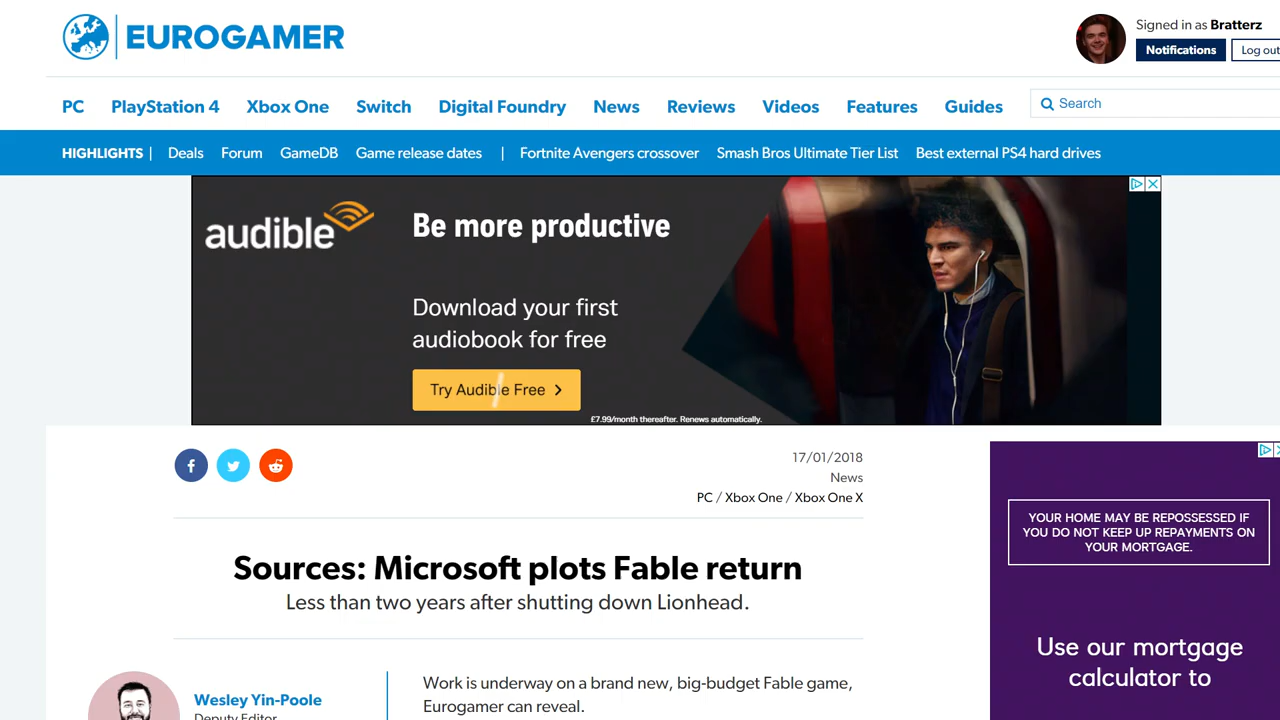 EUROGAMER
Signed in as Bratterz
Notifications
Log out
PC PlayStation 4 Xbox One Switch Digital Foundry News Reviews Videos Features Guides
Search
HIGHLIGHTS | Deals Forum GameDB Game release dates | Fortnite Avengers crossover Smash Bros Ultimate Tier List Best external PS4 hard drives
audible
Be more productive
Download your first
audiobook for free
Try Audible Free
£7.99/month thereafter. Renews automatically.
17/01/2018
News
PC / Xbox One / Xbox One X
Sources: Microsoft plots Fable return
Less than two years after shutting down Lionhead.
Wesley Yin-Poole
Deputy Editor
Work is underway on a brand new, big-budget Fable game,
Eurogamer can reveal.
YOUR HOME MAY BE REPOSSESSED IF
YOU DO NOT KEEP UP REPAYMENTS ON
YOUR MORTGAGE.
Use our mortgage
calculator to